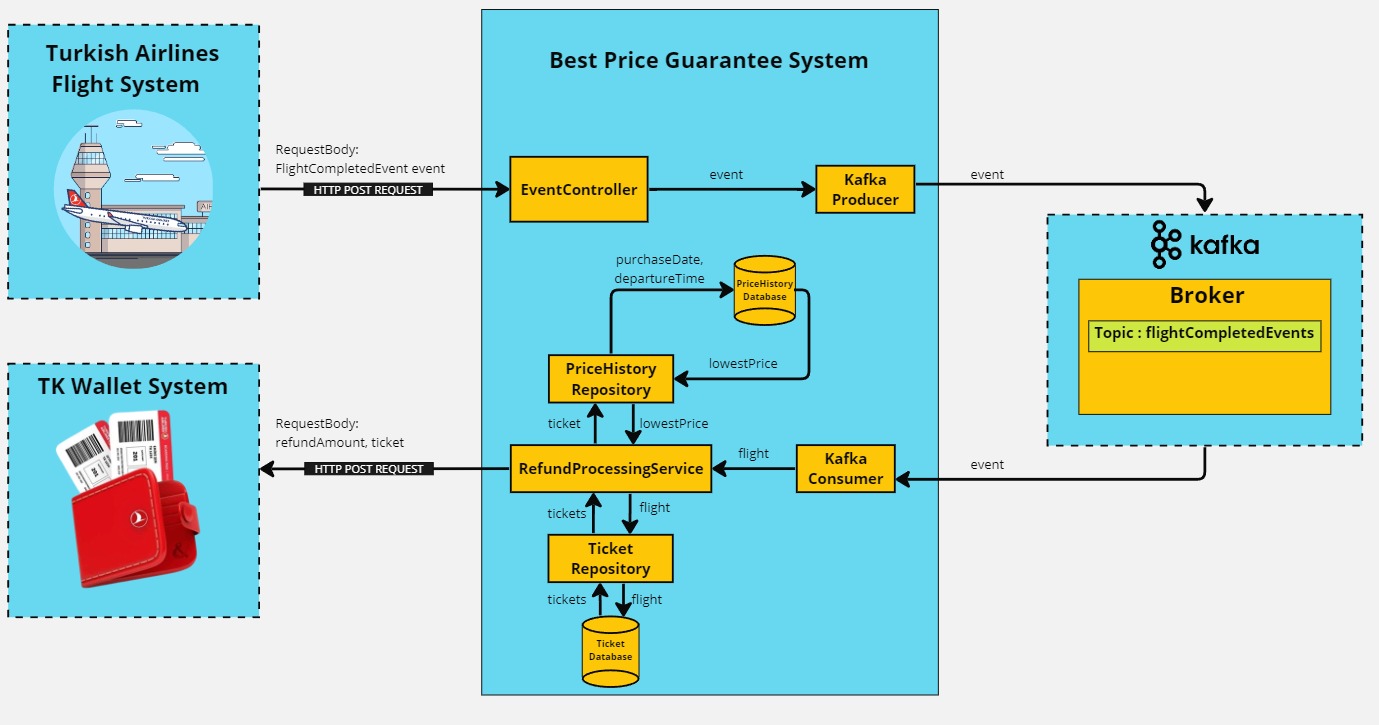 Turkish Airlines
Flight System
RequestBody:
FlightCompletedEvent event
HTTP POST REQUEST
TK Wallet System
RequestBody:
refundAmount, ticket
HTTP POST REQUEST
Best Price Guarantee System
EventController
event
Kafka
Producer
event
purchaseDate,
departureTime
PriceHistory
Database
lowestPrice
PriceHistory
Repository
ticket
lowestPrice
RefundProcessingService
flight
Kafka
Consumer
event
tickets
flight
Ticket
Repository
tickets
flight
Ticket
Database
kafka
Broker
Topic : flightCompletedEvents